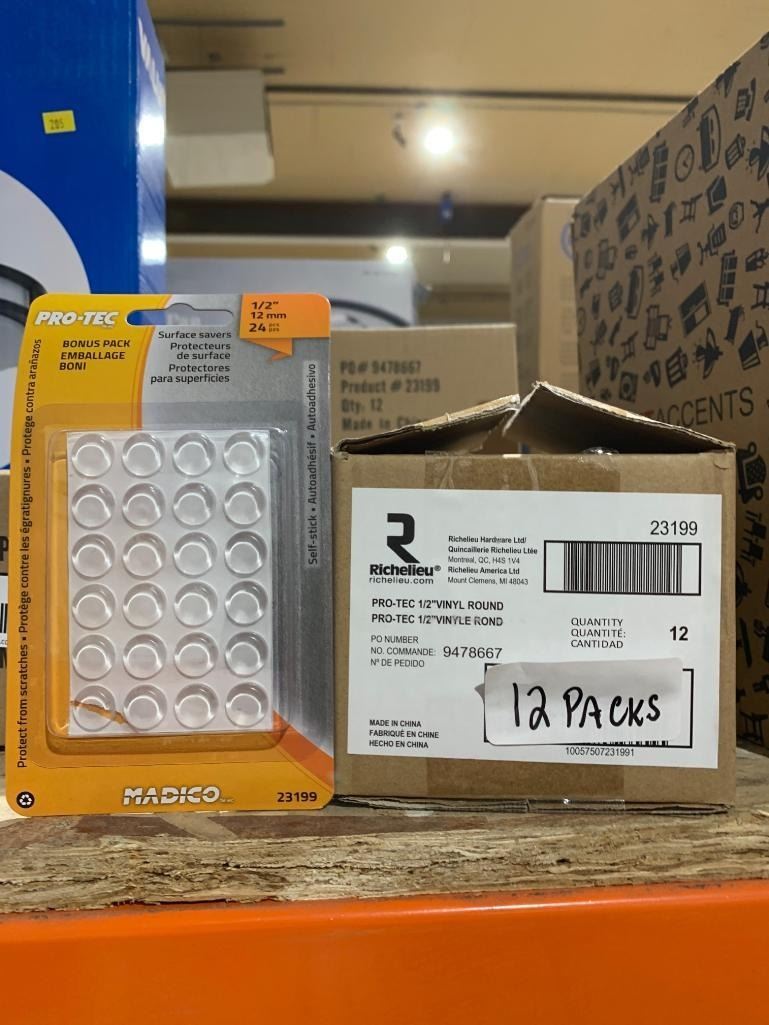 205
PRO-TEC
BONUS PACK
EMBALLAGE
BONI
Surface savers
Protecteurs
de surface
Protectores
para superficies
1/2"
12 mm
24 pcs
Protect from scratches • Protège contre les égratignures • Protege contra arañazos
Self-stick • Autoadhésif • Autoadhesivo
MADICO
23199
PO# 9478667
Product # 23199
Qty. 12
Made in
ACCENTS
R
Richelieu®
richelieu.com
Richelieu Hardware Ltd/
Quincaillerie Richelieu Ltée
Montreal, QC, H4S 1V4
Richelieu America Ltd
Mount Clemens, MI 48043
23199
PRO-TEC 1/2"VINYL ROUND
PRO-TEC 1/2"VINYLE ROND
PO NUMBER
NO. COMMANDE: 9478667
Nº DE PEDIDO
QUANTITY
QUANTITÉ: 12
CANTIDAD
12 PACKS
MADE IN CHINA
FABRIQUÉ EN CHINE
HECHO EN CHINA
10057507231991